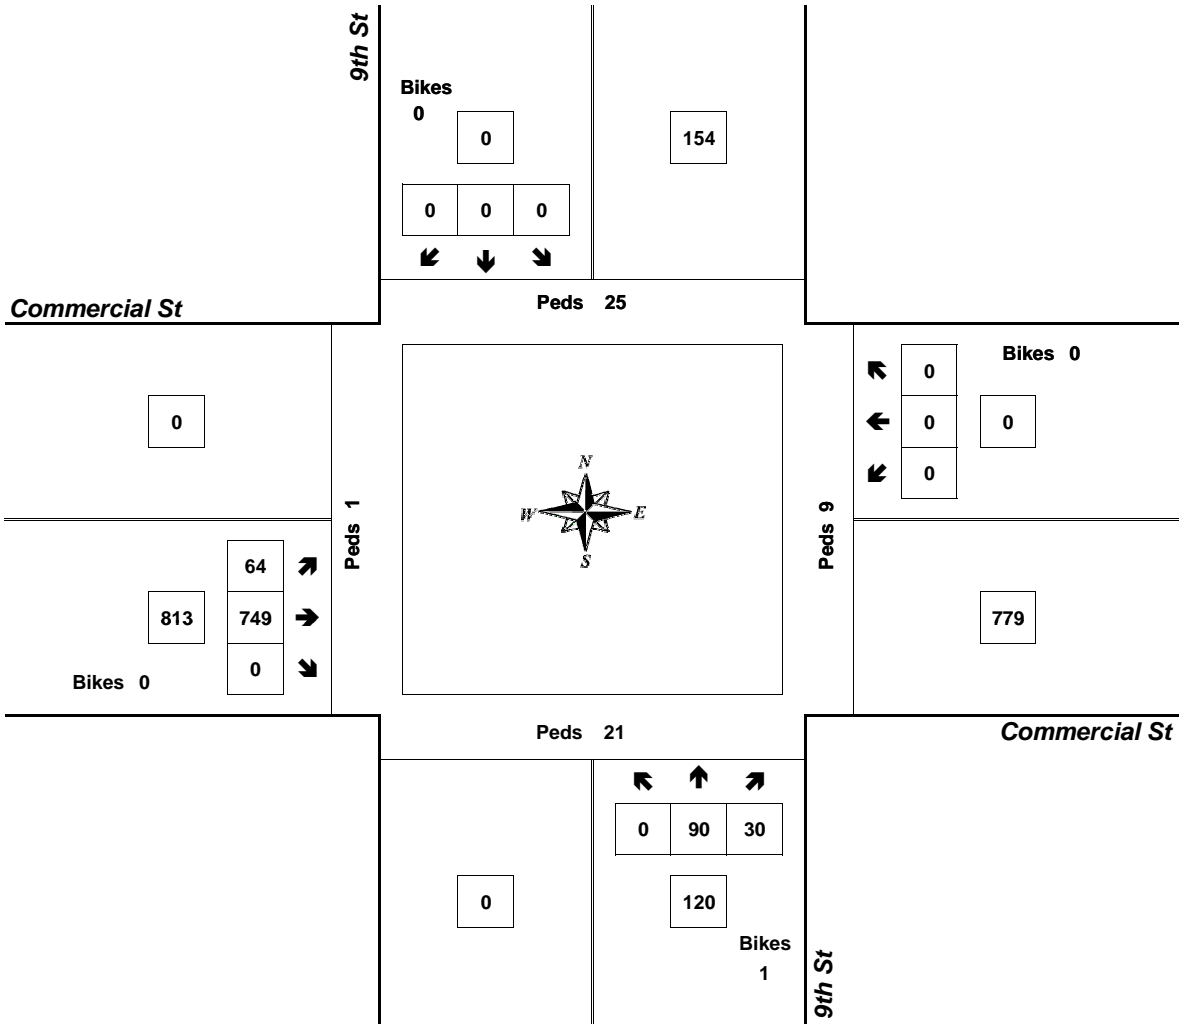 9th St
Bikes
0
0
154
0 0 0
Commercial St
Peds 25
0
Bikes 0
0
0
0
0
N
W E
S
Peds 1
Peds 9
64
813
749
0
Bikes 0
779
Peds 21
Commercial St
0 90 30
0
120
Bikes
1
9th St